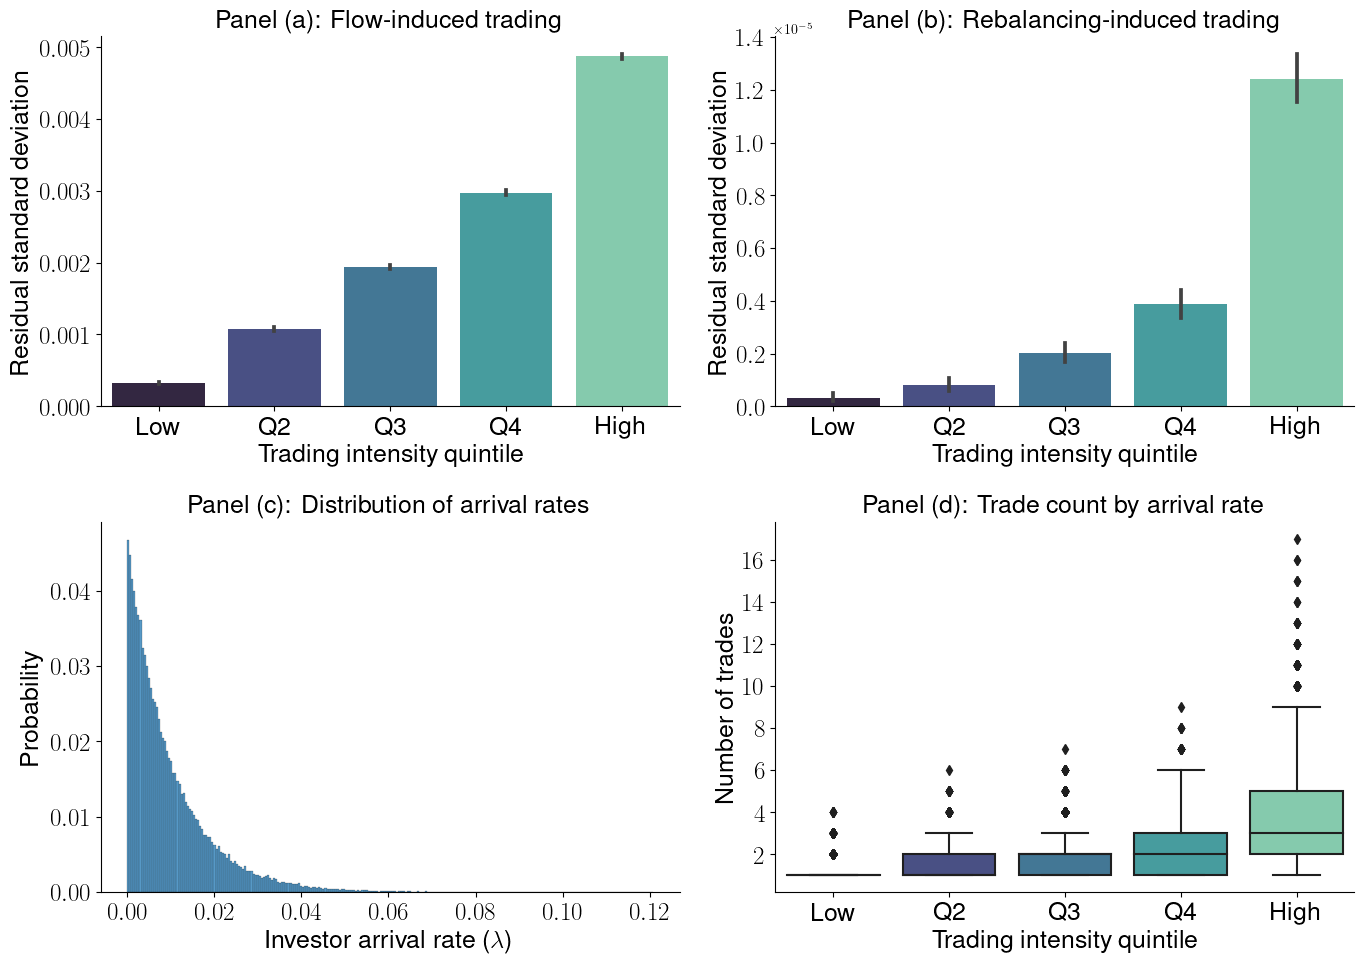 Panel (a): Flow-induced trading
Residual standard deviation
0.005
0.004
0.003
0.002
0.001
0.000
Low Q2 Q3 Q4 High
Trading intensity quintile
Panel (b): Rebalancing-induced trading
×10⁻⁵
Residual standard deviation
1.4
1.2
1.0
0.8
0.6
0.4
0.2
0.0
Low Q2 Q3 Q4 High
Trading intensity quintile
Panel (c): Distribution of arrival rates
Probability
0.04
0.03
0.02
0.01
0.00
0.00 0.02 0.04 0.06 0.08 0.10 0.12
Investor arrival rate (λ)
Panel (d): Trade count by arrival rate
Number of trades
16
14
12
10
8
6
4
2
Low Q2 Q3 Q4 High
Trading intensity quintile